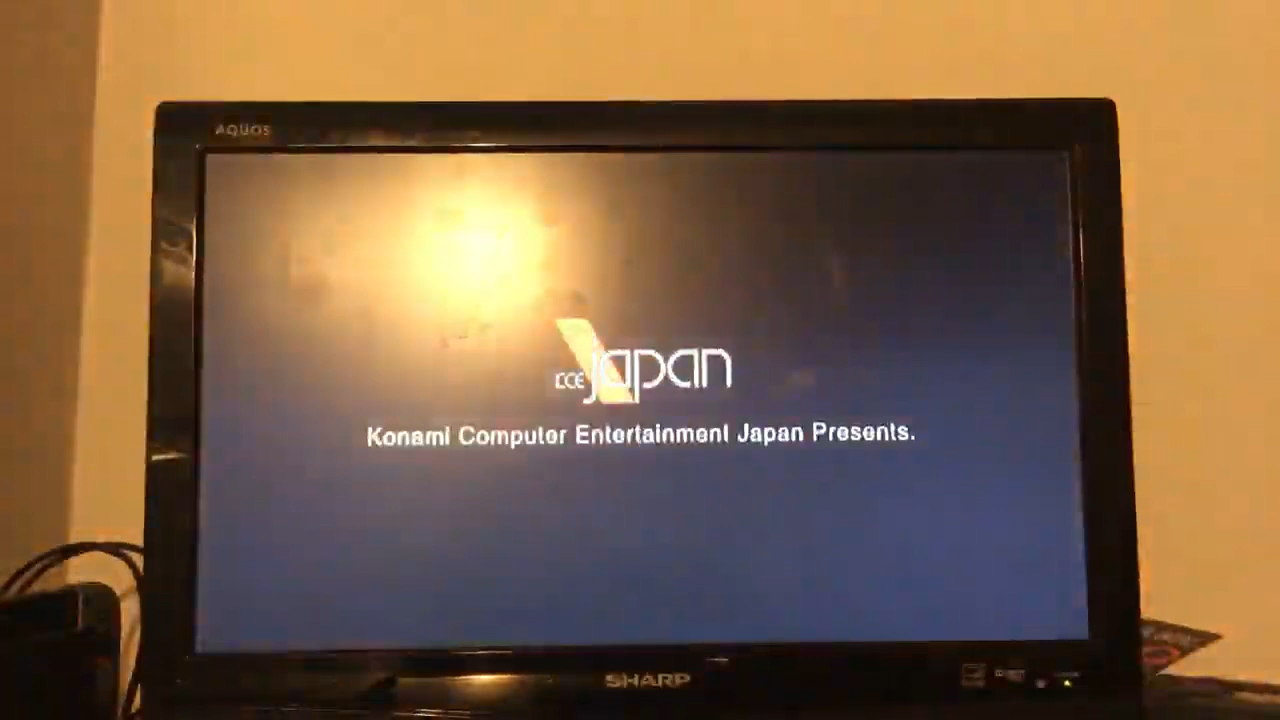 AQUOS
KCE japan
Konami Computer Entertainment Japan Presents.
SHARP